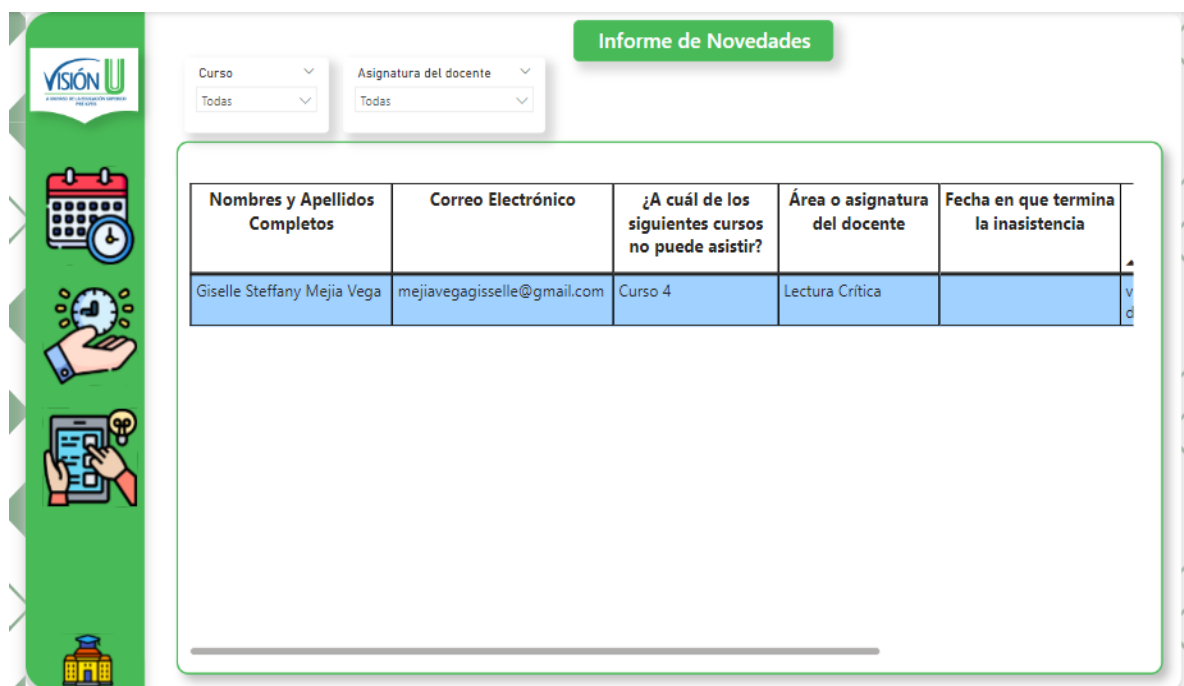 Informe de Novedades
VISIÓN U
Curso
Asignatura del docente
Todas
Todas
Nombres y Apellidos
Completos
Correo Electrónico
¿A cuál de los
siguientes cursos
no puede asistir?
Área o asignatura
del docente
Fecha en que termina
la inasistencia
Giselle Steffany Mejia Vega
mejiavegagisselle@gmail.com
Curso 4
Lectura Crítica
v
d